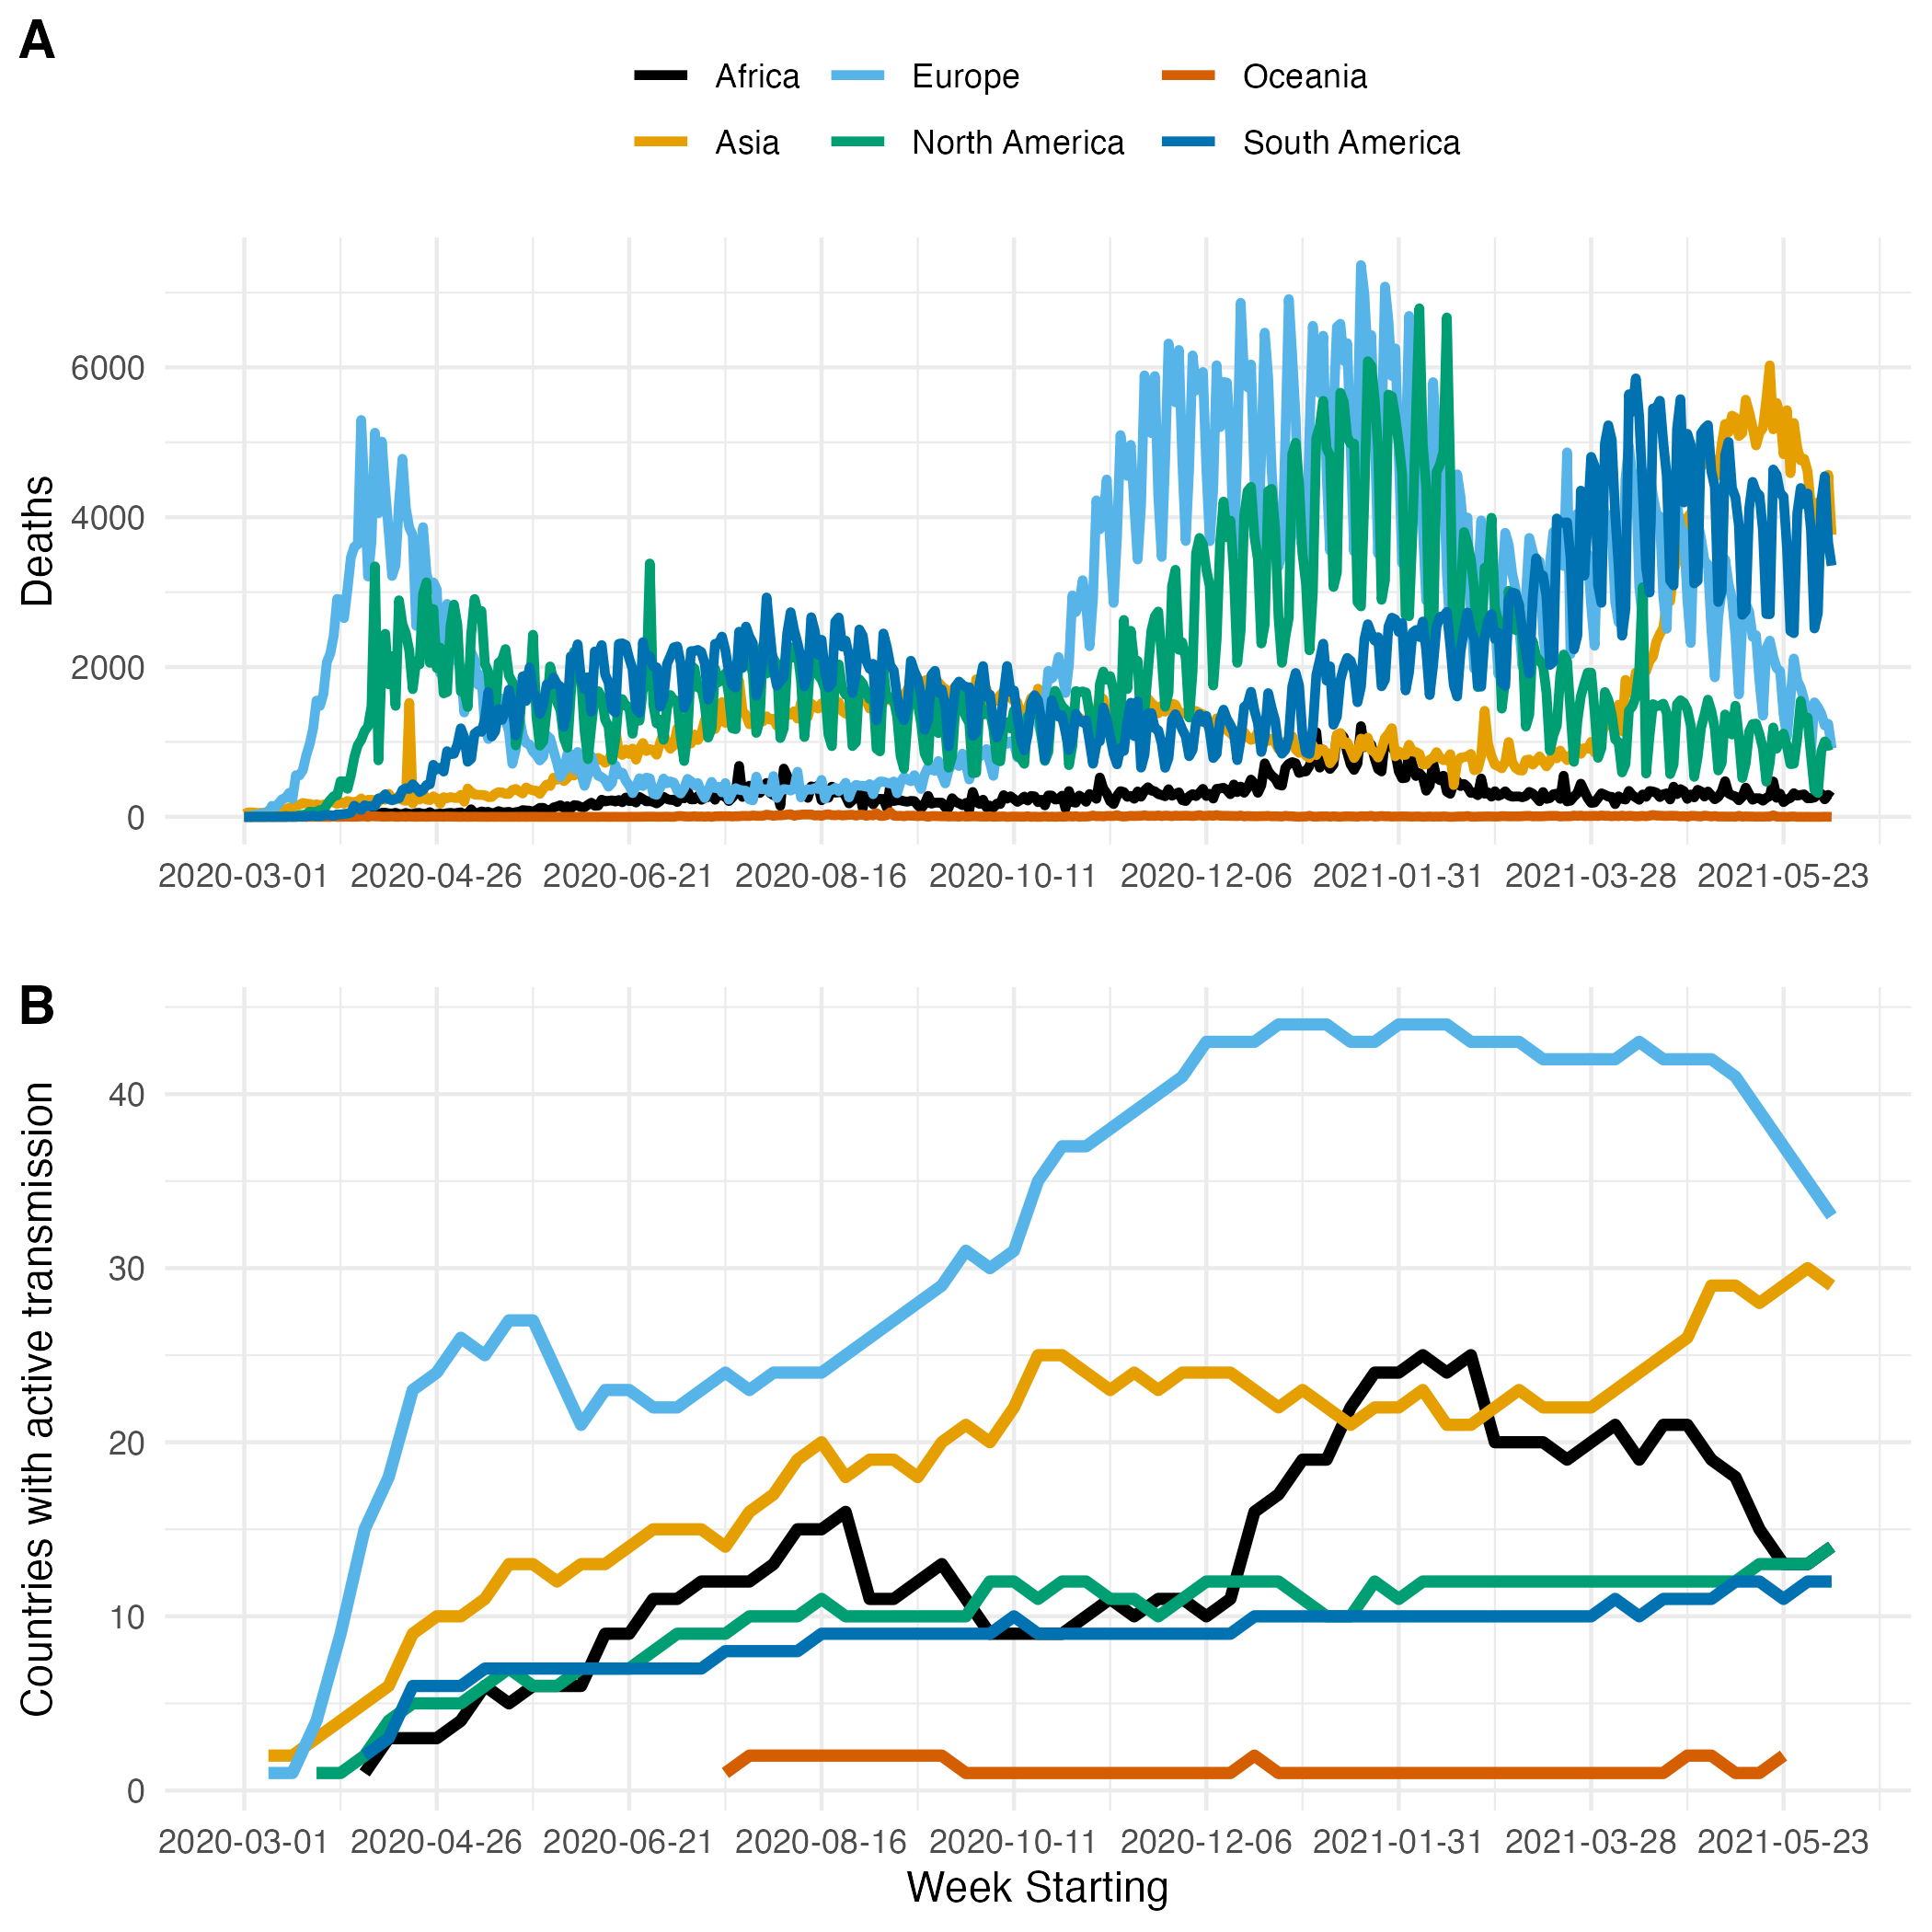 A
Africa Europe Oceania
Asia North America South America
Deaths
6000
4000
2000
0
2020-03-01 2020-04-26 2020-06-21 2020-08-16 2020-10-11 2020-12-06 2021-01-31 2021-03-28 2021-05-23
B
Countries with active transmission
40
30
20
10
0
2020-03-01 2020-04-26 2020-06-21 2020-08-16 2020-10-11 2020-12-06 2021-01-31 2021-03-28 2021-05-23
Week Starting